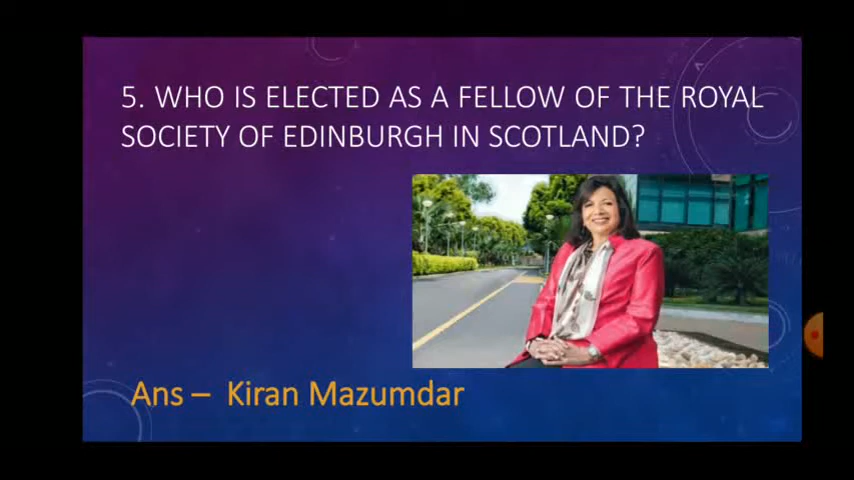 5. WHO IS ELECTED AS A FELLOW OF THE ROYAL
SOCIETY OF EDINBURGH IN SCOTLAND?
Ans – Kiran Mazumdar